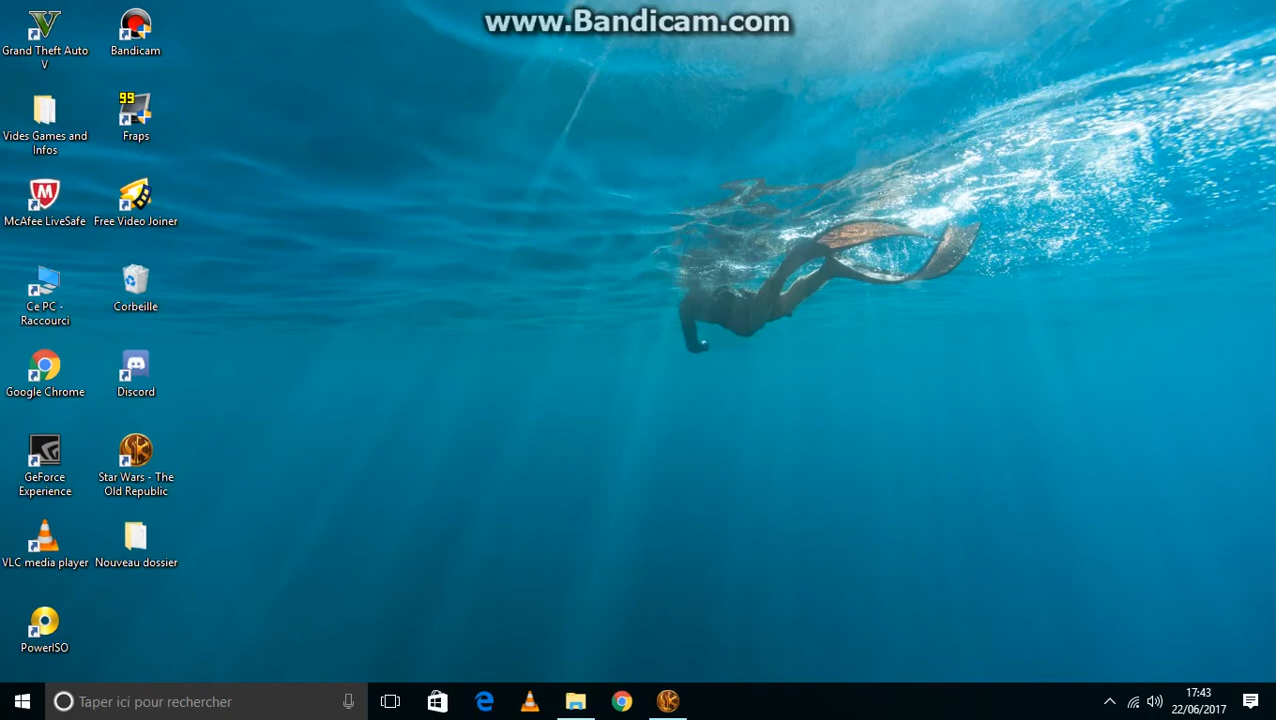 www.Bandicam.com
Grand Theft Auto
V
Bandicam
Vides Games and
Infos
99
Fraps
McAfee LiveSafe
Free Video Joiner
Ce PC -
Raccourci
Corbeille
Google Chrome
Discord
GeForce
Experience
Star Wars - The
Old Republic
VLC media player
Nouveau dossier
PowerISO
Taper ici pour rechercher
17:43
22/06/2017